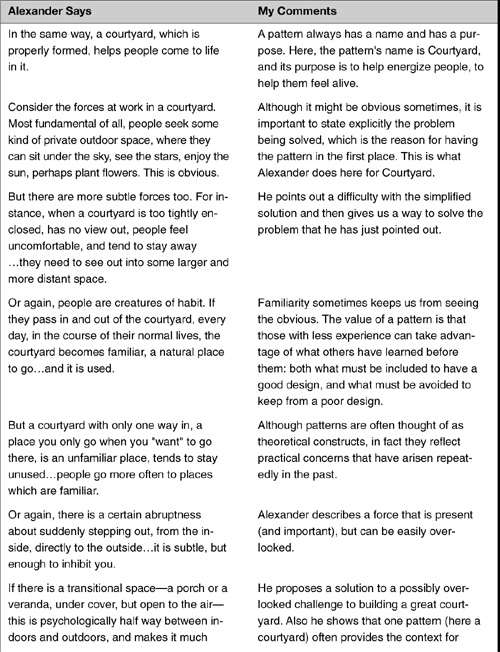 Alexander Says
My Comments
In the same way, a courtyard, which is
properly formed, helps people come to life
in it.
A pattern always has a name and has a pur-
pose. Here, the pattern's name is Courtyard,
and its purpose is to help energize people, to
help them feel alive.
Consider the forces at work in a courtyard.
Most fundamental of all, people seek some
kind of private outdoor space, where they
can sit under the sky, see the stars, enjoy the
sun, perhaps plant flowers. This is obvious.
Although it might be obvious sometimes, it is
important to state explicitly the problem
being solved, which is the reason for having
the pattern in the first place. This is what
Alexander does here for Courtyard.
But there are more subtle forces too. For in-
stance, when a courtyard is too tightly en-
closed, has no view out, people feel
uncomfortable, and tend to stay away
…they need to see out into some larger and
more distant space.
He points out a difficulty with the simplified
solution and then gives us a way to solve the
problem that he has just pointed out.
Or again, people are creatures of habit. If
they pass in and out of the courtyard, every
day, in the course of their normal lives, the
courtyard becomes familiar, a natural place
to go…and it is used.
Familiarity sometimes keeps us from seeing
the obvious. The value of a pattern is that
those with less experience can take advan-
tage of what others have learned before
them: both what must be included to have a
good design, and what must be avoided to
keep from a poor design.
But a courtyard with only one way in, a
place you only go when you "want" to go
there, is an unfamiliar place, tends to stay
unused…people go more often to places
which are familiar.
Although patterns are often thought of as
theoretical constructs, in fact they reflect
practical concerns that have arisen repeat-
edly in the past.
Or again, there is a certain abruptness
about suddenly stepping out, from the in-
side, directly to the outside…it is subtle, but
enough to inhibit you.
Alexander describes a force that is present
(and important), but can be easily over-
looked.
If there is a transitional space—a porch or a
veranda, under cover, but open to the air—
this is psychologically half way between in-
doors and outdoors, and makes it much
He proposes a solution to a possibly over-
looked challenge to building a great court-
yard. Also he shows that one pattern (here a
courtyard) often provides the context for